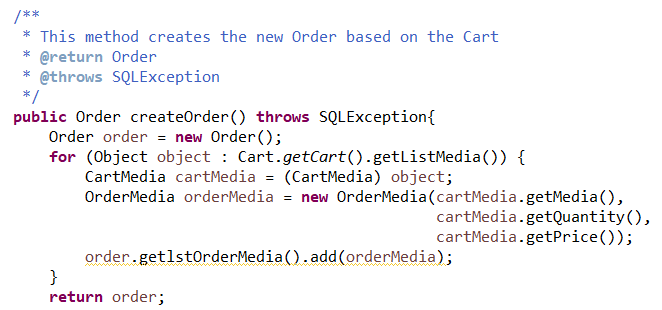 /**
 * This method creates the new Order based on the Cart
 * @return Order
 * @throws SQLException
 */
public Order createOrder() throws SQLException{
    Order order = new Order();
    for (Object object : Cart.getCart().getListMedia()) {
        CartMedia cartMedia = (CartMedia) object;
        OrderMedia orderMedia = new OrderMedia(cartMedia.getMedia(),
                                               cartMedia.getQuantity(),
                                               cartMedia.getPrice());
        order.getlstOrderMedia().add(orderMedia);
    }
    return order;